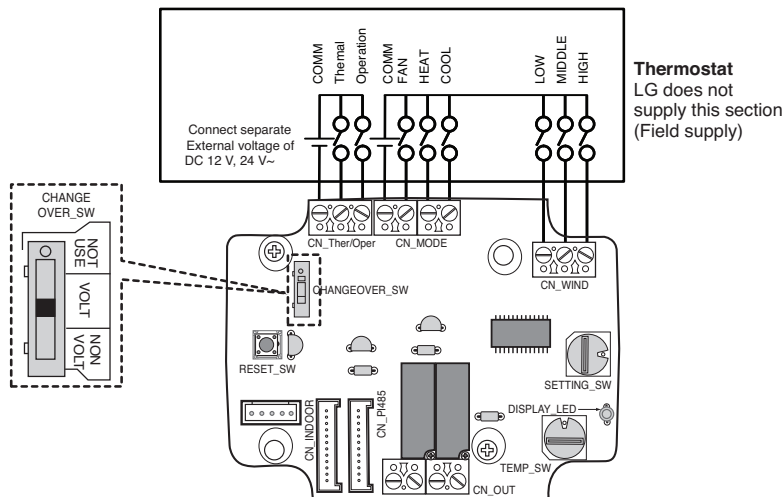 COMM
Thermal
Operation
COMM
FAN
HEAT
COOL
LOW
MIDDLE
HIGH
Thermostat
LG does not
supply this section
(Field supply)
Connect separate
External voltage of
DC 12 V, 24 V~
CHANGE
OVER_SW
NOT
USE
VOLT
NON
VOLT
CN_Ther/Oper
CN_MODE
CN_WIND
CHANGEOVER_SW
RESET_SW
SETTING_SW
CN_INDOOR
CN_PI485
DISPLAY_LED
TEMP_SW
CN_OUT